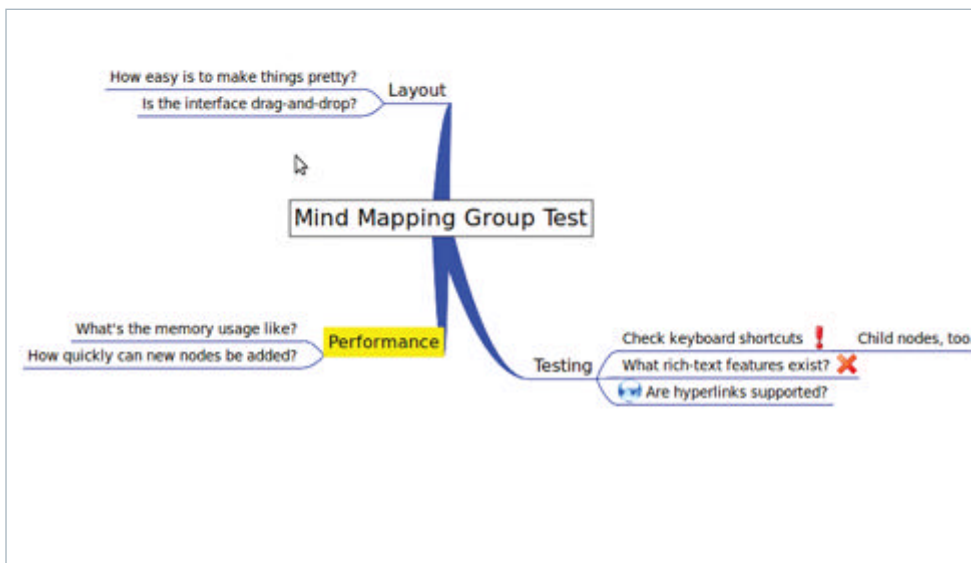 How easy is to make things pretty?
Is the interface drag-and-drop?
Layout
Mind Mapping Group Test
What's the memory usage like?
How quickly can new nodes be added?
Performance
Testing
Check keyboard shortcuts
Child nodes, too
What rich-text features exist?
Are hyperlinks supported?